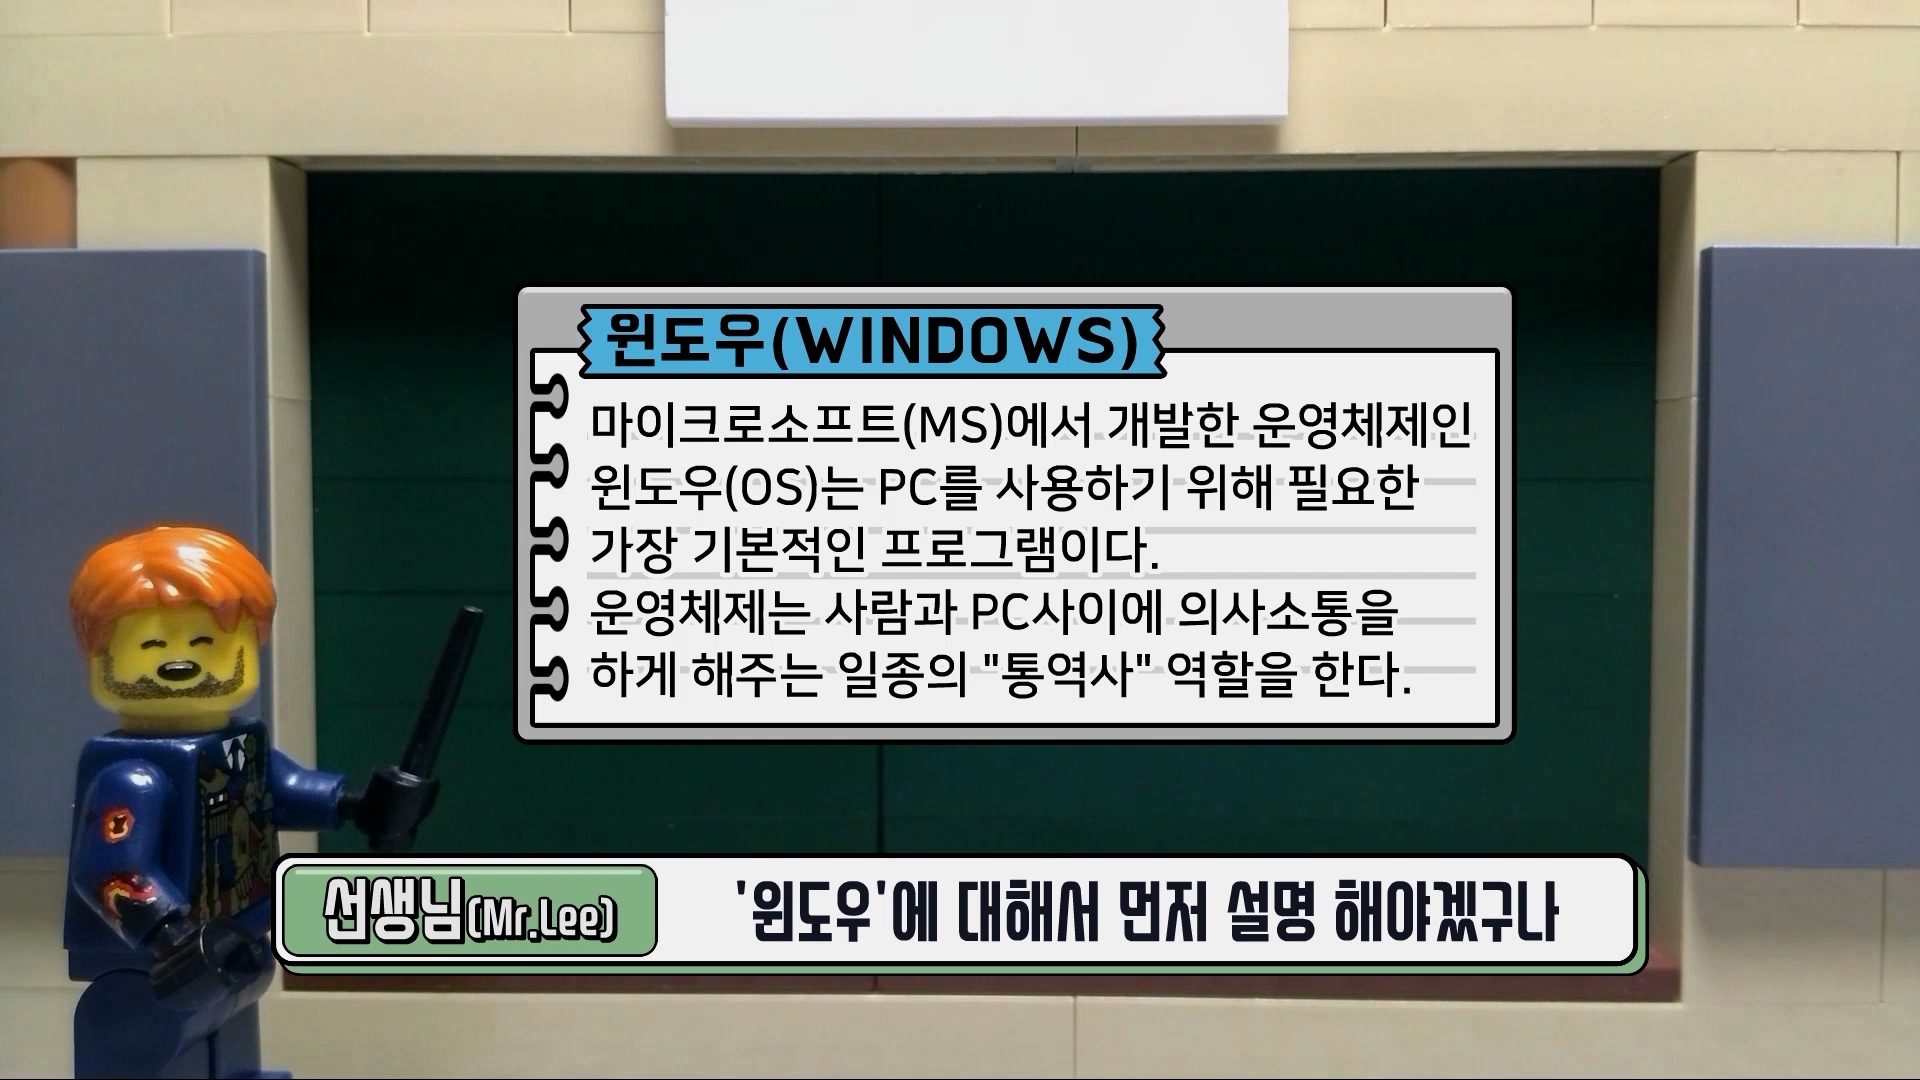 윈도우(WINDOWS)
마이크로소프트(MS)에서 개발한 운영체제인
윈도우(OS)는 PC를 사용하기 위해 필요한
가장 기본적인 프로그램이다.
운영체제는 사람과 PC사이에 의사소통을
하게 해주는 일종의 "통역사" 역할을 한다.
선생님(Mr.Lee)
'윈도우'에 대해서 먼저 설명 해야겠구나